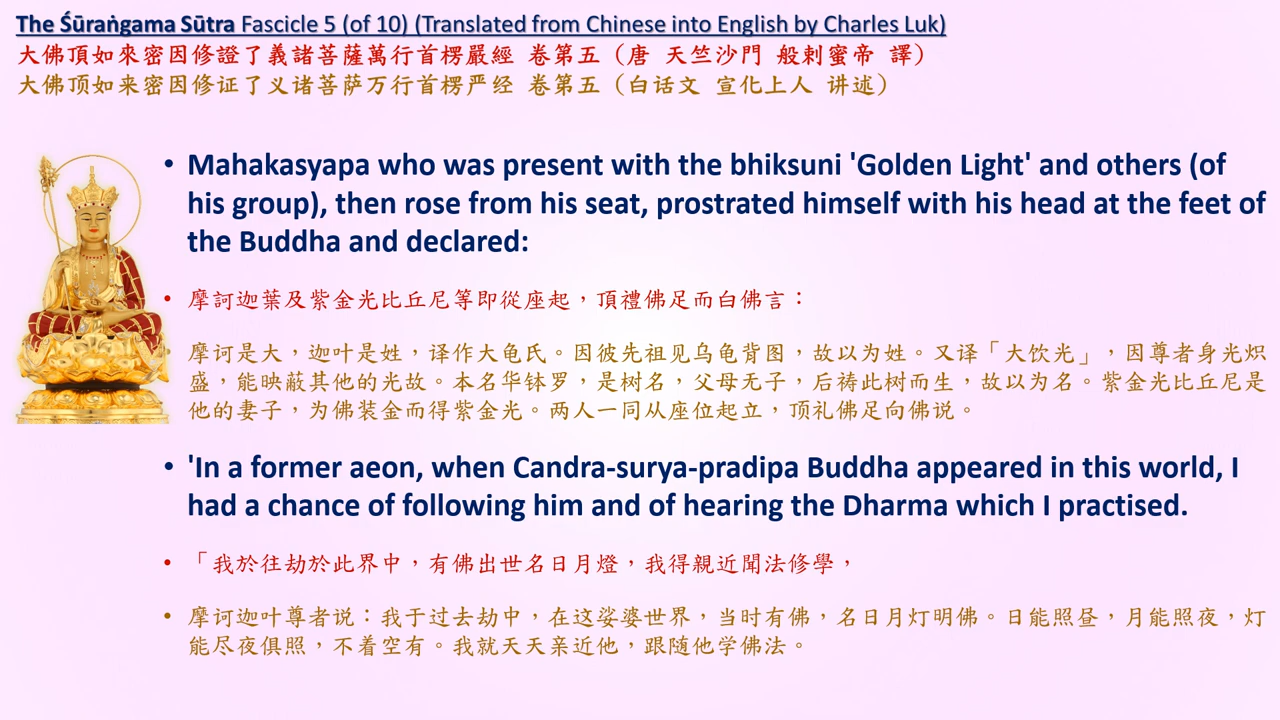 The Śūraṅgama Sūtra Fascicle 5 (of 10) (Translated from Chinese into English by Charles Luk)
大佛頂如來密因修證了義諸菩薩萬行首楞嚴經 卷第五（唐 天竺沙門 般剌蜜帝 譯）
大佛顶如来密因修证了义诸菩萨万行首楞严经 卷第五（白话文 宣化上人 讲述）
• Mahakasyapa who was present with the bhiksuni 'Golden Light' and others (of
his group), then rose from his seat, prostrated himself with his head at the feet of
the Buddha and declared:
• 摩訶迦葉及紫金光比丘尼等即從座起，頂禮佛足而白佛言：
摩诃是大，迦叶是姓，译作大龟氏。因彼先祖见乌龟背图，故以为姓。又译「大饮光」，因尊者身光炽
盛，能映蔽其他的光故。本名华钵罗，是树名，父母无子，后祷此树而生，故以为名。紫金光比丘尼是
他的妻子，为佛装金而得紫金光。两人一同从座位起立，顶礼佛足向佛说。
• 'In a former aeon, when Candra-surya-pradipa Buddha appeared in this world, I
had a chance of following him and of hearing the Dharma which I practised.
• 「我於往劫於此界中，有佛出世名日月燈，我得親近聞法修學，
• 摩诃迦叶尊者说：我于过去劫中，在这娑婆世界，当时有佛，名日月灯明佛。日能照昼，月能照夜，灯
能尽夜俱照，不着空有。我就天天亲近他，跟随他学佛法。